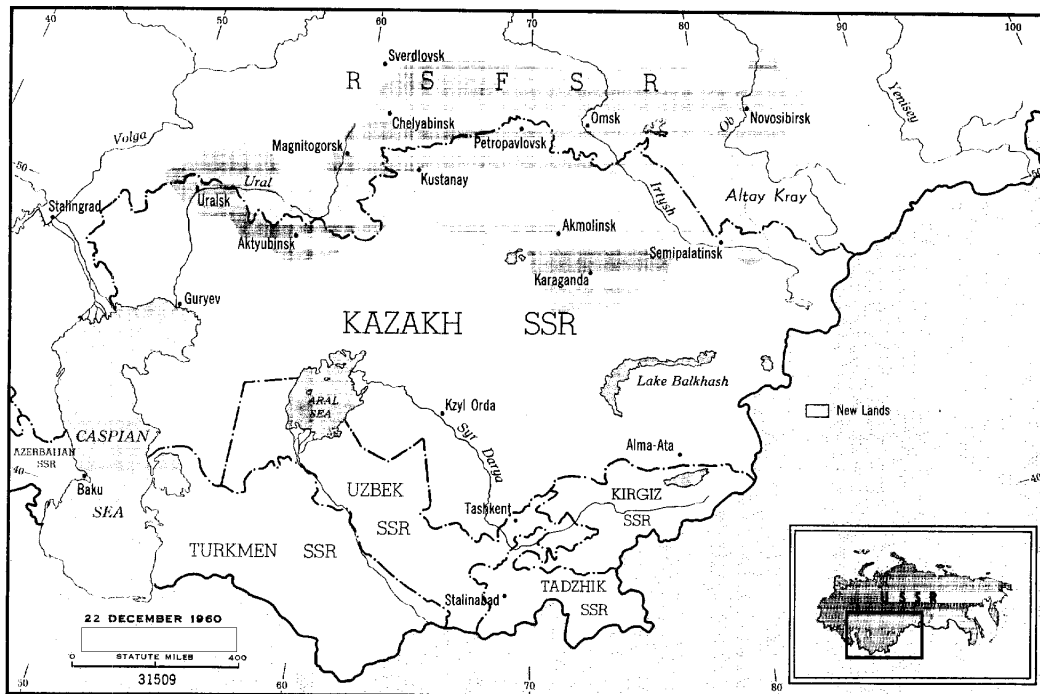 40
50
60
70
80
90
100
Sverdlovsk
R S F S R
Yenisey
Chelyabinsk
Omsk
Ob
Novosibirsk
Volga
Magnitogorsk
Petropavlovsk
50
Kustanay
Ural
Stalingrad
Uralsk
Irtysh
Altay Kray
Aktyubinsk
Akmolinsk
Semipalatinsk
Karaganda
Guryev
KAZAKH SSR
Lake Balkhash
ARAL
SEA
Kzyl Orda
New Lands
Syr Darya
CASPIAN
SEA
AZERBAIJAN
SSR
Alma-Ata
40
40
Baku
UZBEK
SSR
KIRGIZ
SSR
Tashkent
TURKMEN SSR
TADZHIK
SSR
Stalinabad
U S S R
22 DECEMBER 1960
0 400
STATUTE MILES
31509
50
60
70
80